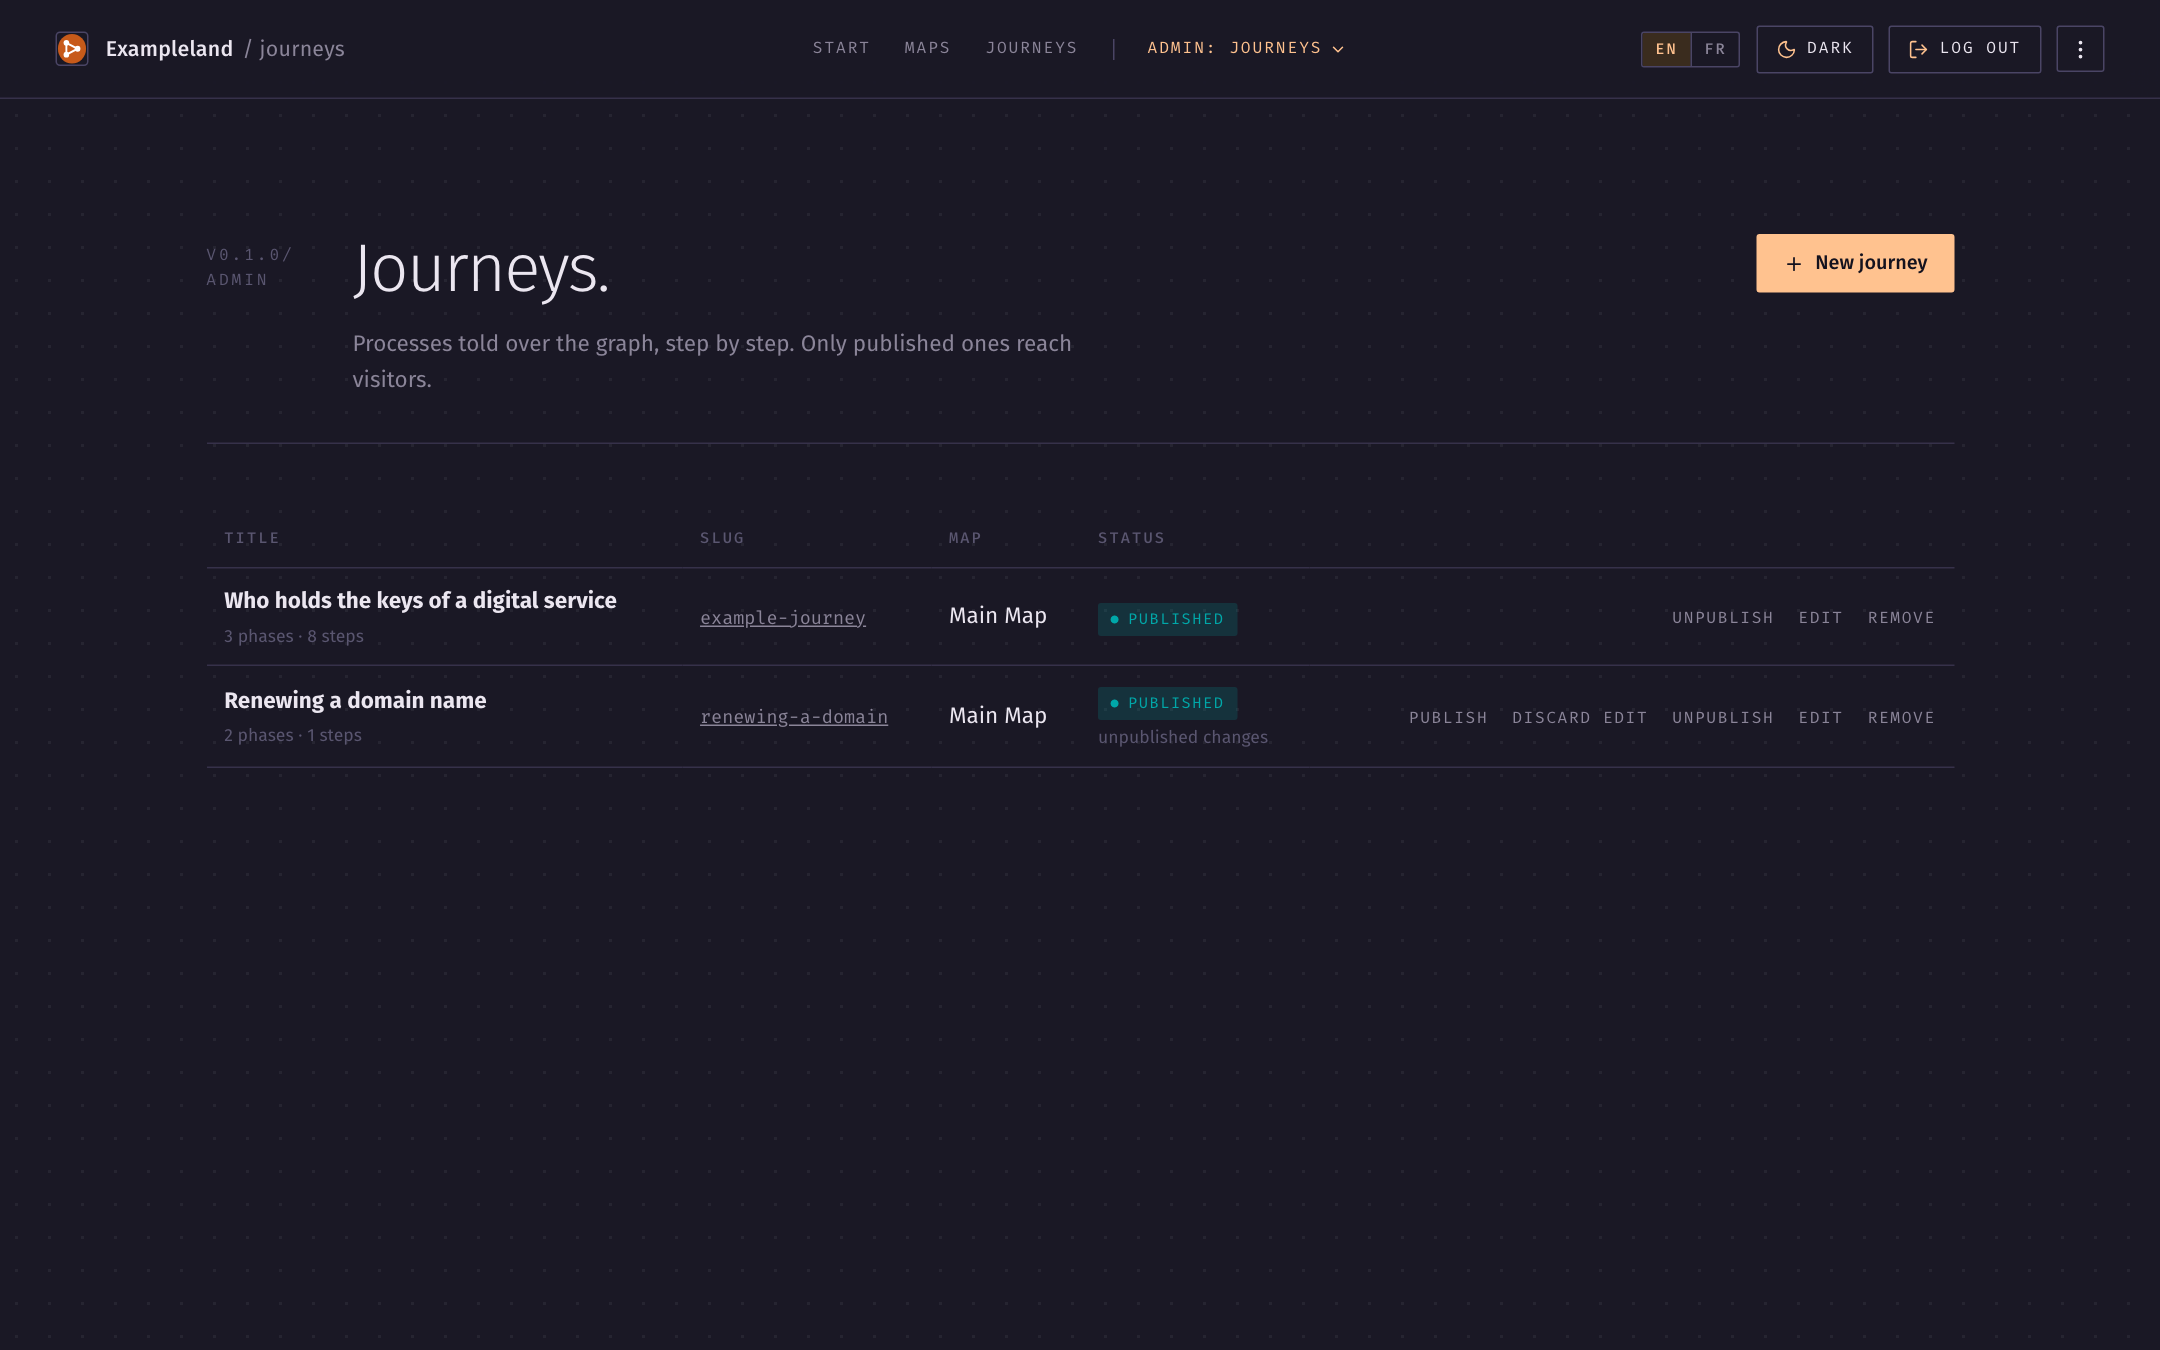 Exampleland / journeys
START MAPS JOURNEYS ADMIN: JOURNEYS
EN FR DARK LOG OUT
V0.1.0/
ADMIN
Journeys.
New journey
Processes told over the graph, step by step. Only published ones reach
visitors.
TITLE SLUG MAP STATUS
Who holds the keys of a digital service
3 phases · 8 steps
example-journey
Main Map
PUBLISHED
UNPUBLISH EDIT REMOVE
Renewing a domain name
2 phases · 1 steps
renewing-a-domain
Main Map
PUBLISHED
unpublished changes
PUBLISH DISCARD EDIT UNPUBLISH EDIT REMOVE